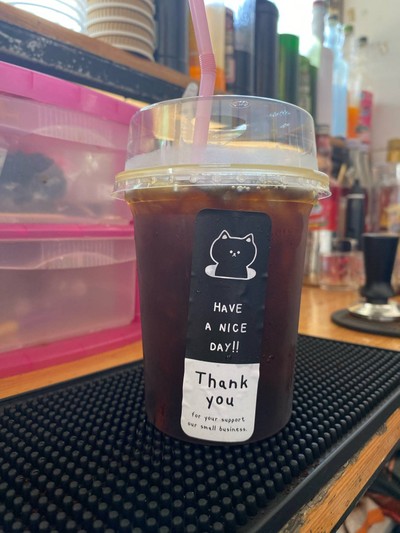 HAVE
A NICE
DAY!!
Thank
you
for your support
our small business.